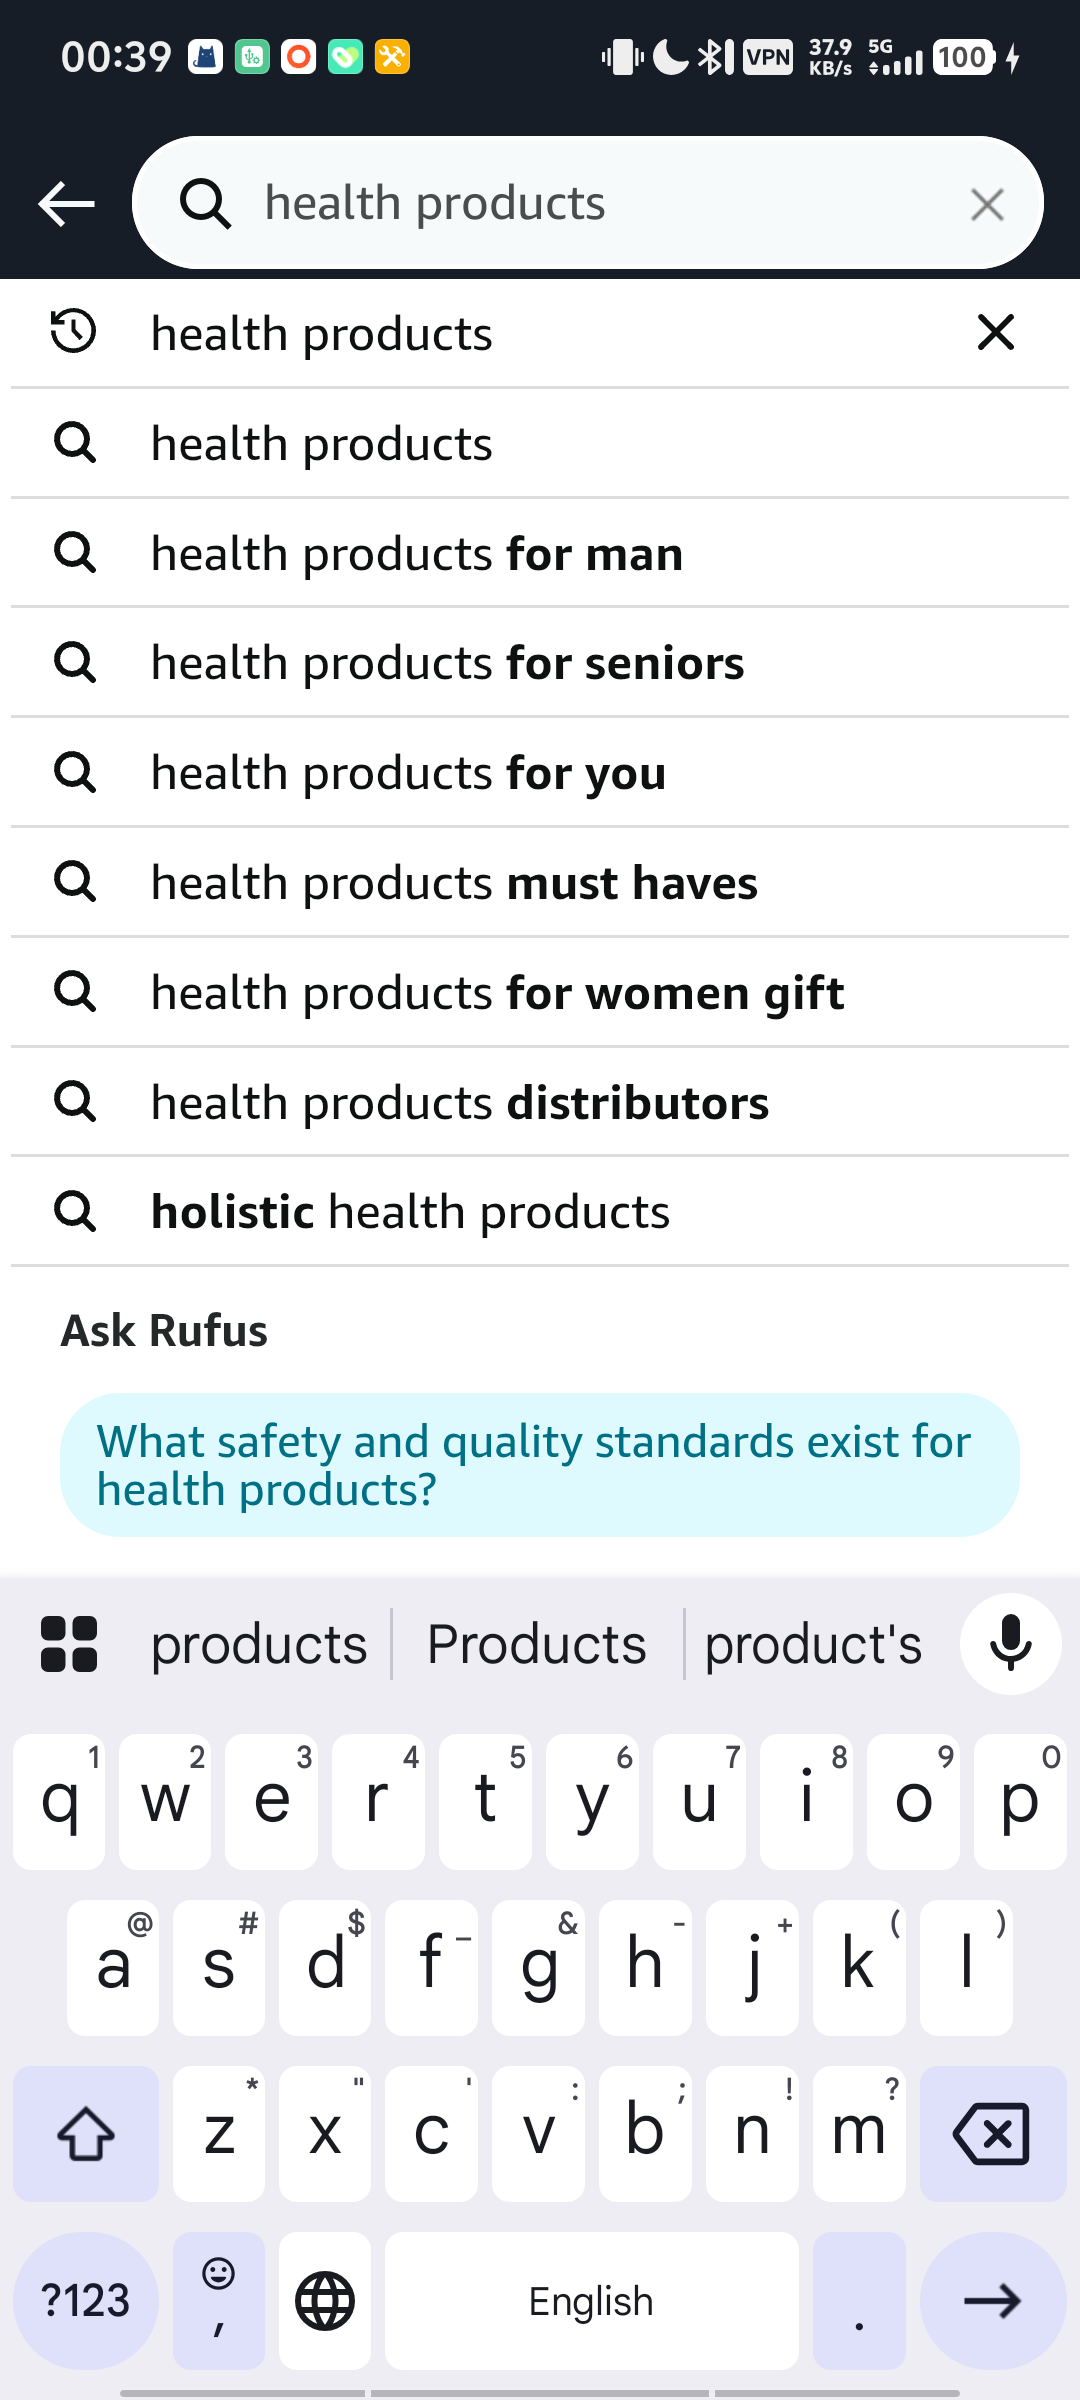 00:39 VPN 37.9 KB/s 5G 100
health products
health products
health products
health products for man
health products for seniors
health products for you
health products must haves
health products for women gift
health products distributors
holistic health products
Ask Rufus
What safety and quality standards exist for
health products?
products Products product's
1 2 3 4 5 6 7 8 9 0
q w e r t y u i o p
@ # $ _ & - + ( )
a s d f g h j k l
* " ' : ; ! ?
z x c v b n m
?123 , English .